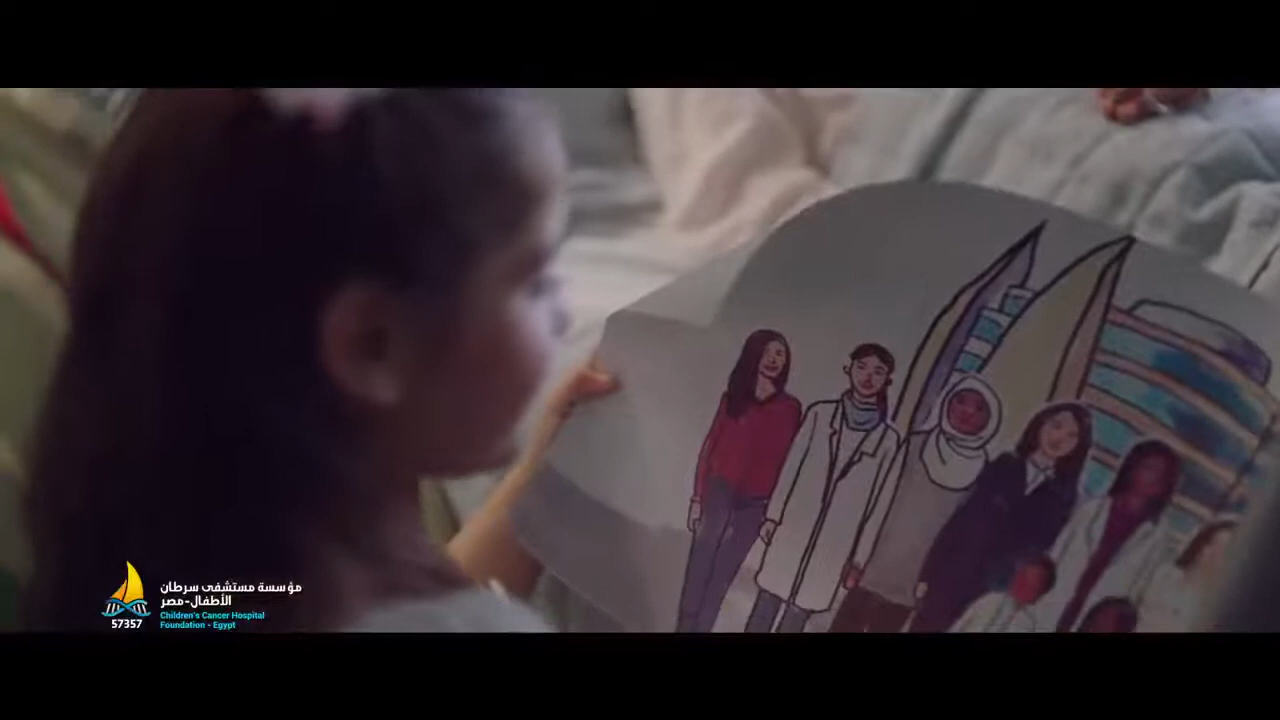 مؤسسة مستشفى سرطان
الأطفال-مصر
Children's Cancer Hospital
Foundation - Egypt
57357